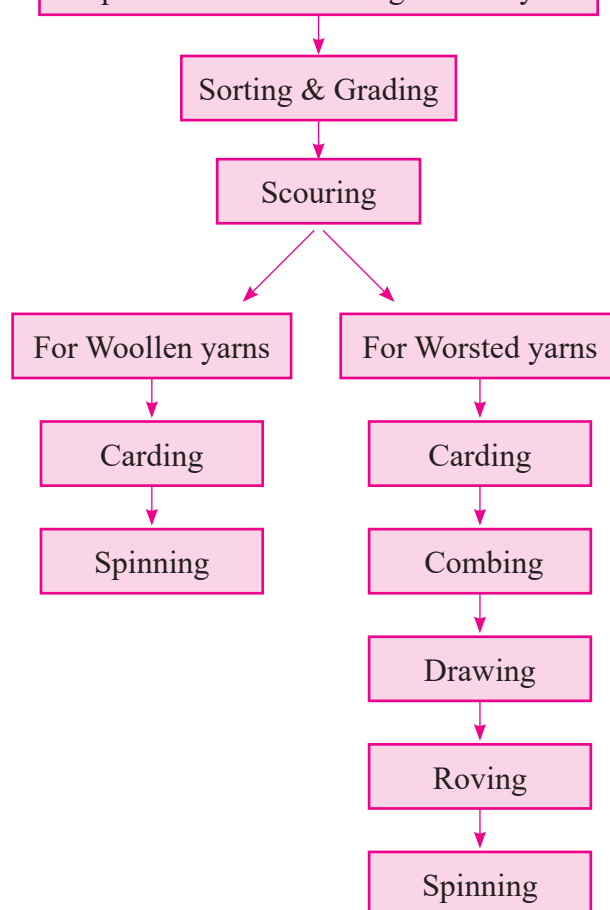 Sorting & Grading
Scouring
For Woollen yarns
For Worsted yarns
Carding
Carding
Spinning
Combing
Drawing
Roving
Spinning